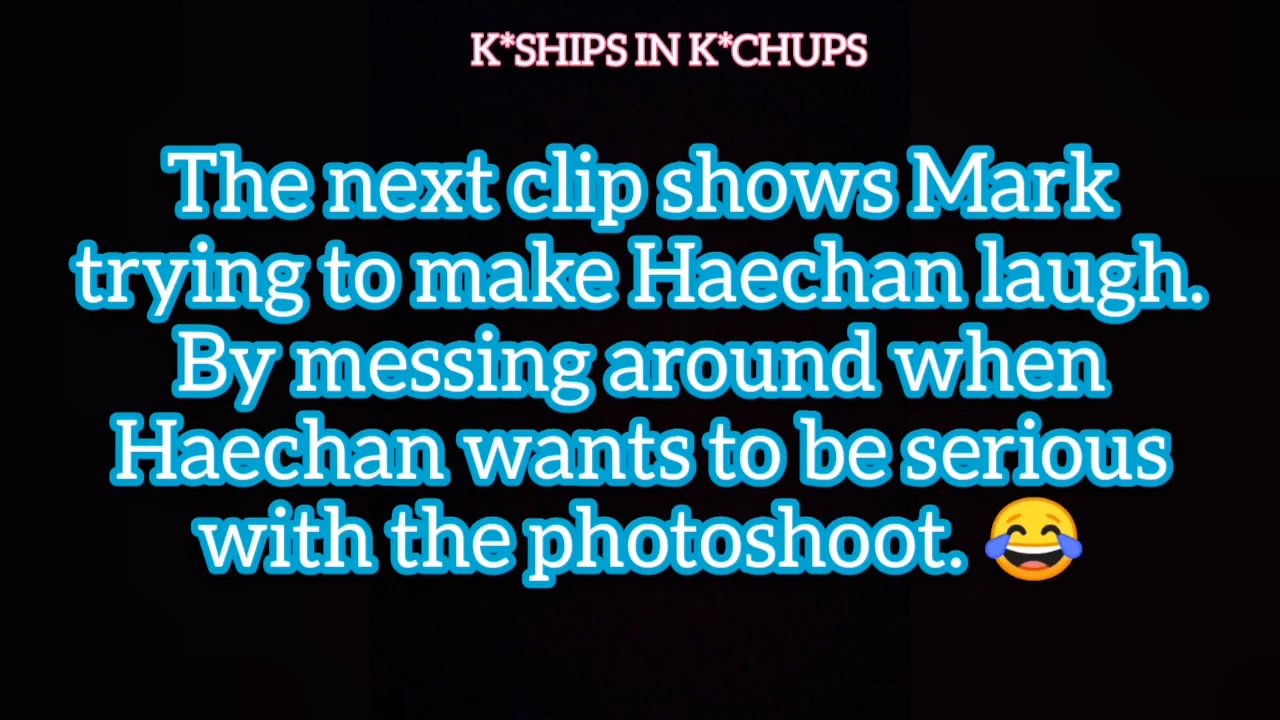 K*SHIPS IN K*CHUPS
The next clip shows Mark
trying to make Haechan laugh.
By messing around when
Haechan wants to be serious
with the photoshoot. 😂